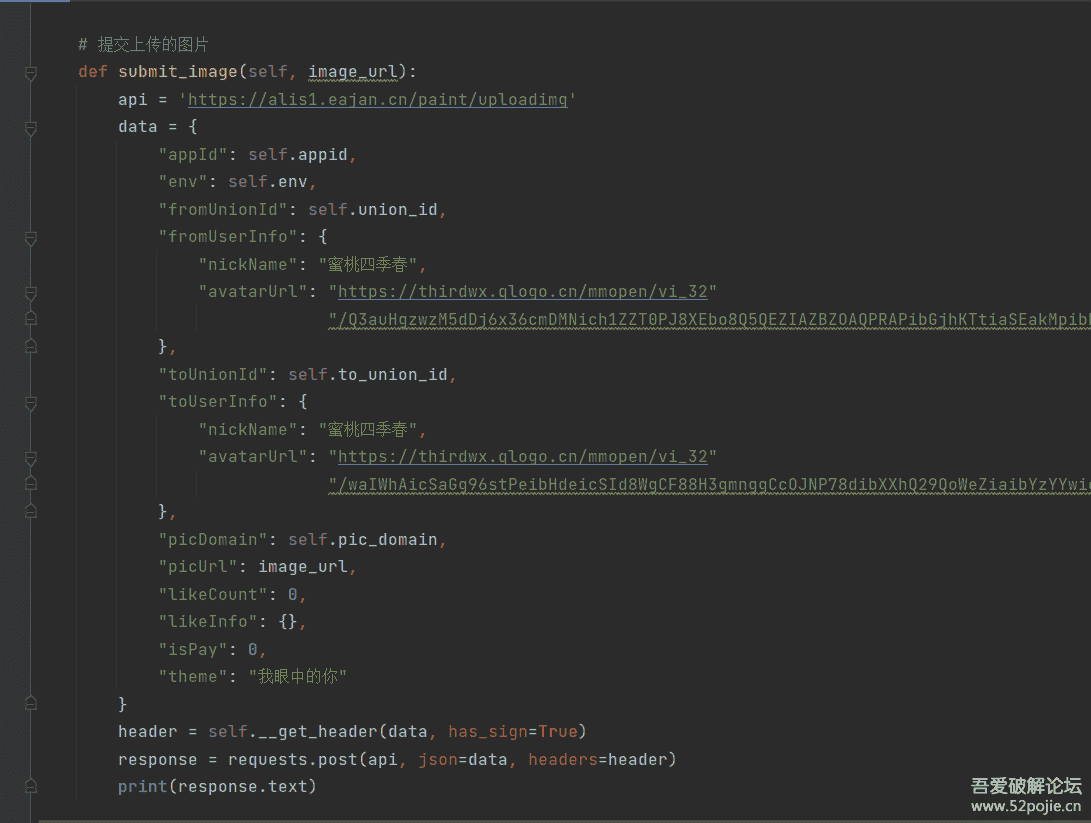 # 提交上传的图片
def submit_image(self, image_url):
api = 'https://alis1.eajan.cn/paint/uploadimg'
data = {
"appId": self.appid,
"env": self.env,
"fromUnionId": self.union_id,
"fromUserInfo": {
"nickName": "蜜桃四季春",
"avatarUrl": "https://thirdwx.qlogo.cn/mmopen/vi_32"
"/Q3auHgzwzM5dDj6x36cmDMNich1ZZT0PJ8XEbo8Q5QEZIAZBZOAQPRAPibGjhKTtiaSEakMpibl
},
"toUnionId": self.to_union_id,
"toUserInfo": {
"nickName": "蜜桃四季春",
"avatarUrl": "https://thirdwx.qlogo.cn/mmopen/vi_32"
"/waIWhAicSaGg96stPeibHdeicSId8WgCF88H3gmnggCcOJNP78dibXXhQ29QoWeZiaibYzYYwic
},
"picDomain": self.pic_domain,
"picUrl": image_url,
"likeCount": 0,
"likeInfo": {},
"isPay": 0,
"theme": "我眼中的你"
}
header = self.__get_header(data, has_sign=True)
response = requests.post(api, json=data, headers=header)
print(response.text)
吾爱破解论坛
www.52pojie.cn